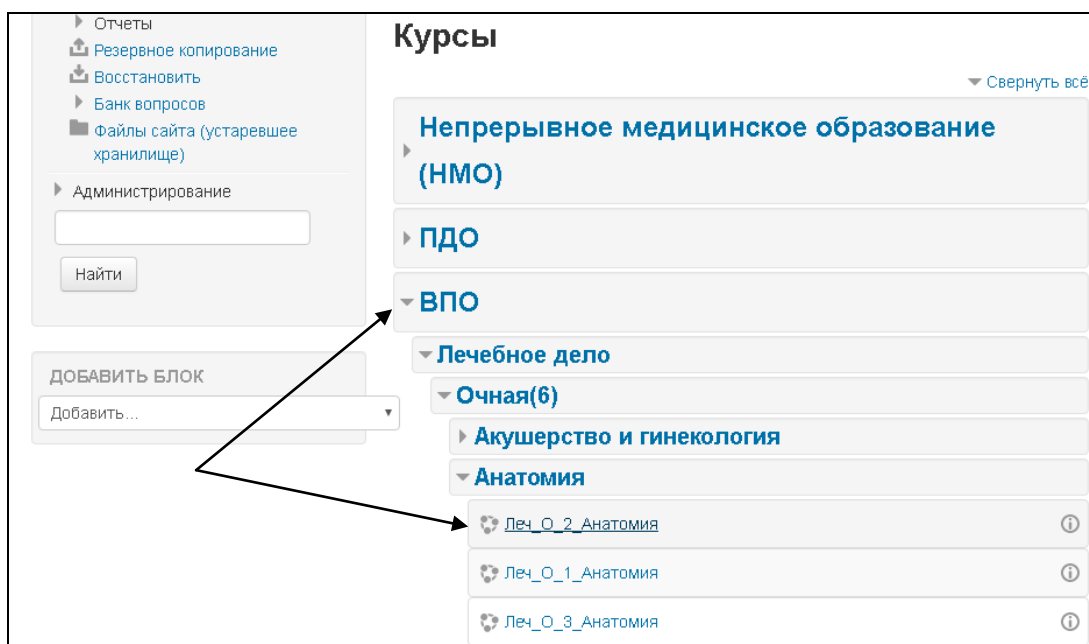 Отчеты
Резервное копирование
Восстановить
Банк вопросов
Файлы сайта (устаревшее
хранилище)
Администрирование
Найти
ДОБАВИТЬ БЛОК
Добавить...
Курсы
Свернуть всё
Непрерывное медицинское образование
(НМО)
ПДО
ВПО
Лечебное дело
Очная(6)
Акушерство и гинекология
Анатомия
Леч_О_2_Анатомия
Леч_О_1_Анатомия
Леч_О_3_Анатомия